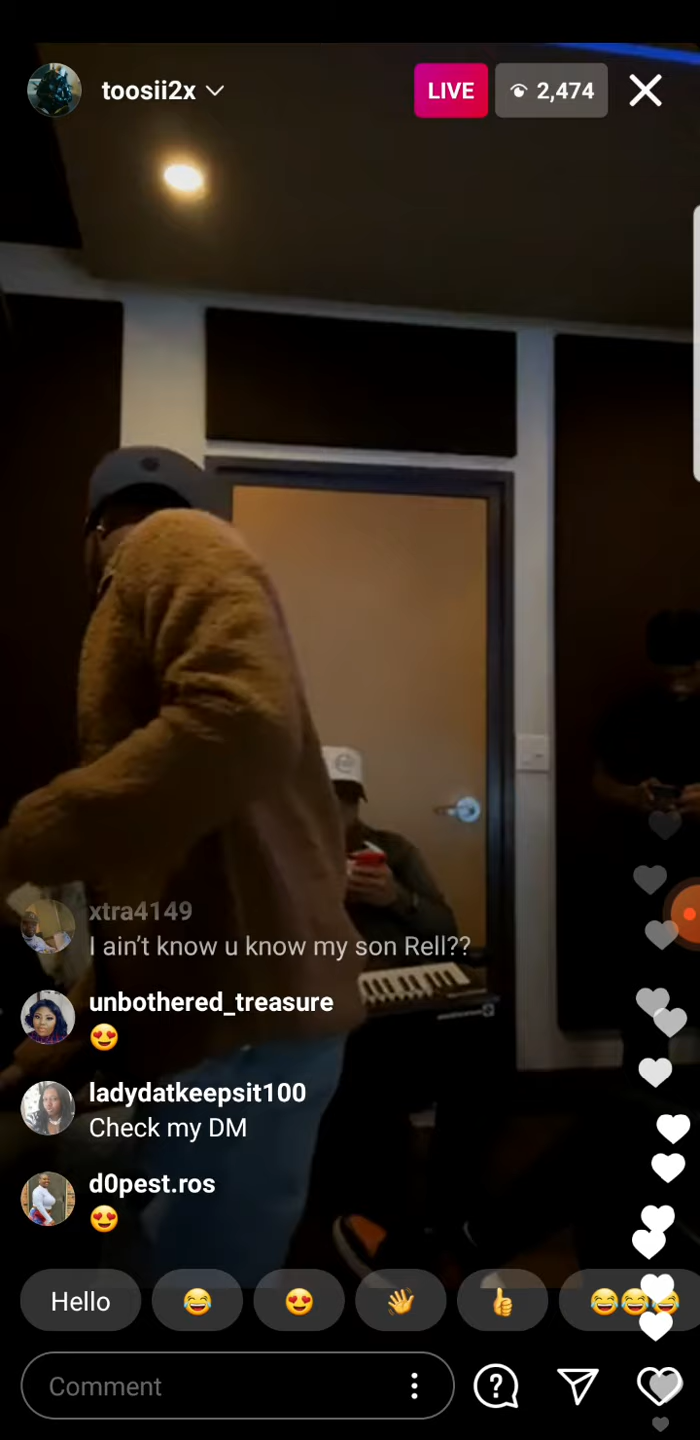 toosii2x
LIVE
2,474
xtra4149
I ain't know u know my son Rell??
unbothered_treasure
😍
ladydatkeepsit100
Check my DM
d0pest.ros
😍
Hello 😂 😍 👋 👍 😂😂😂
Comment